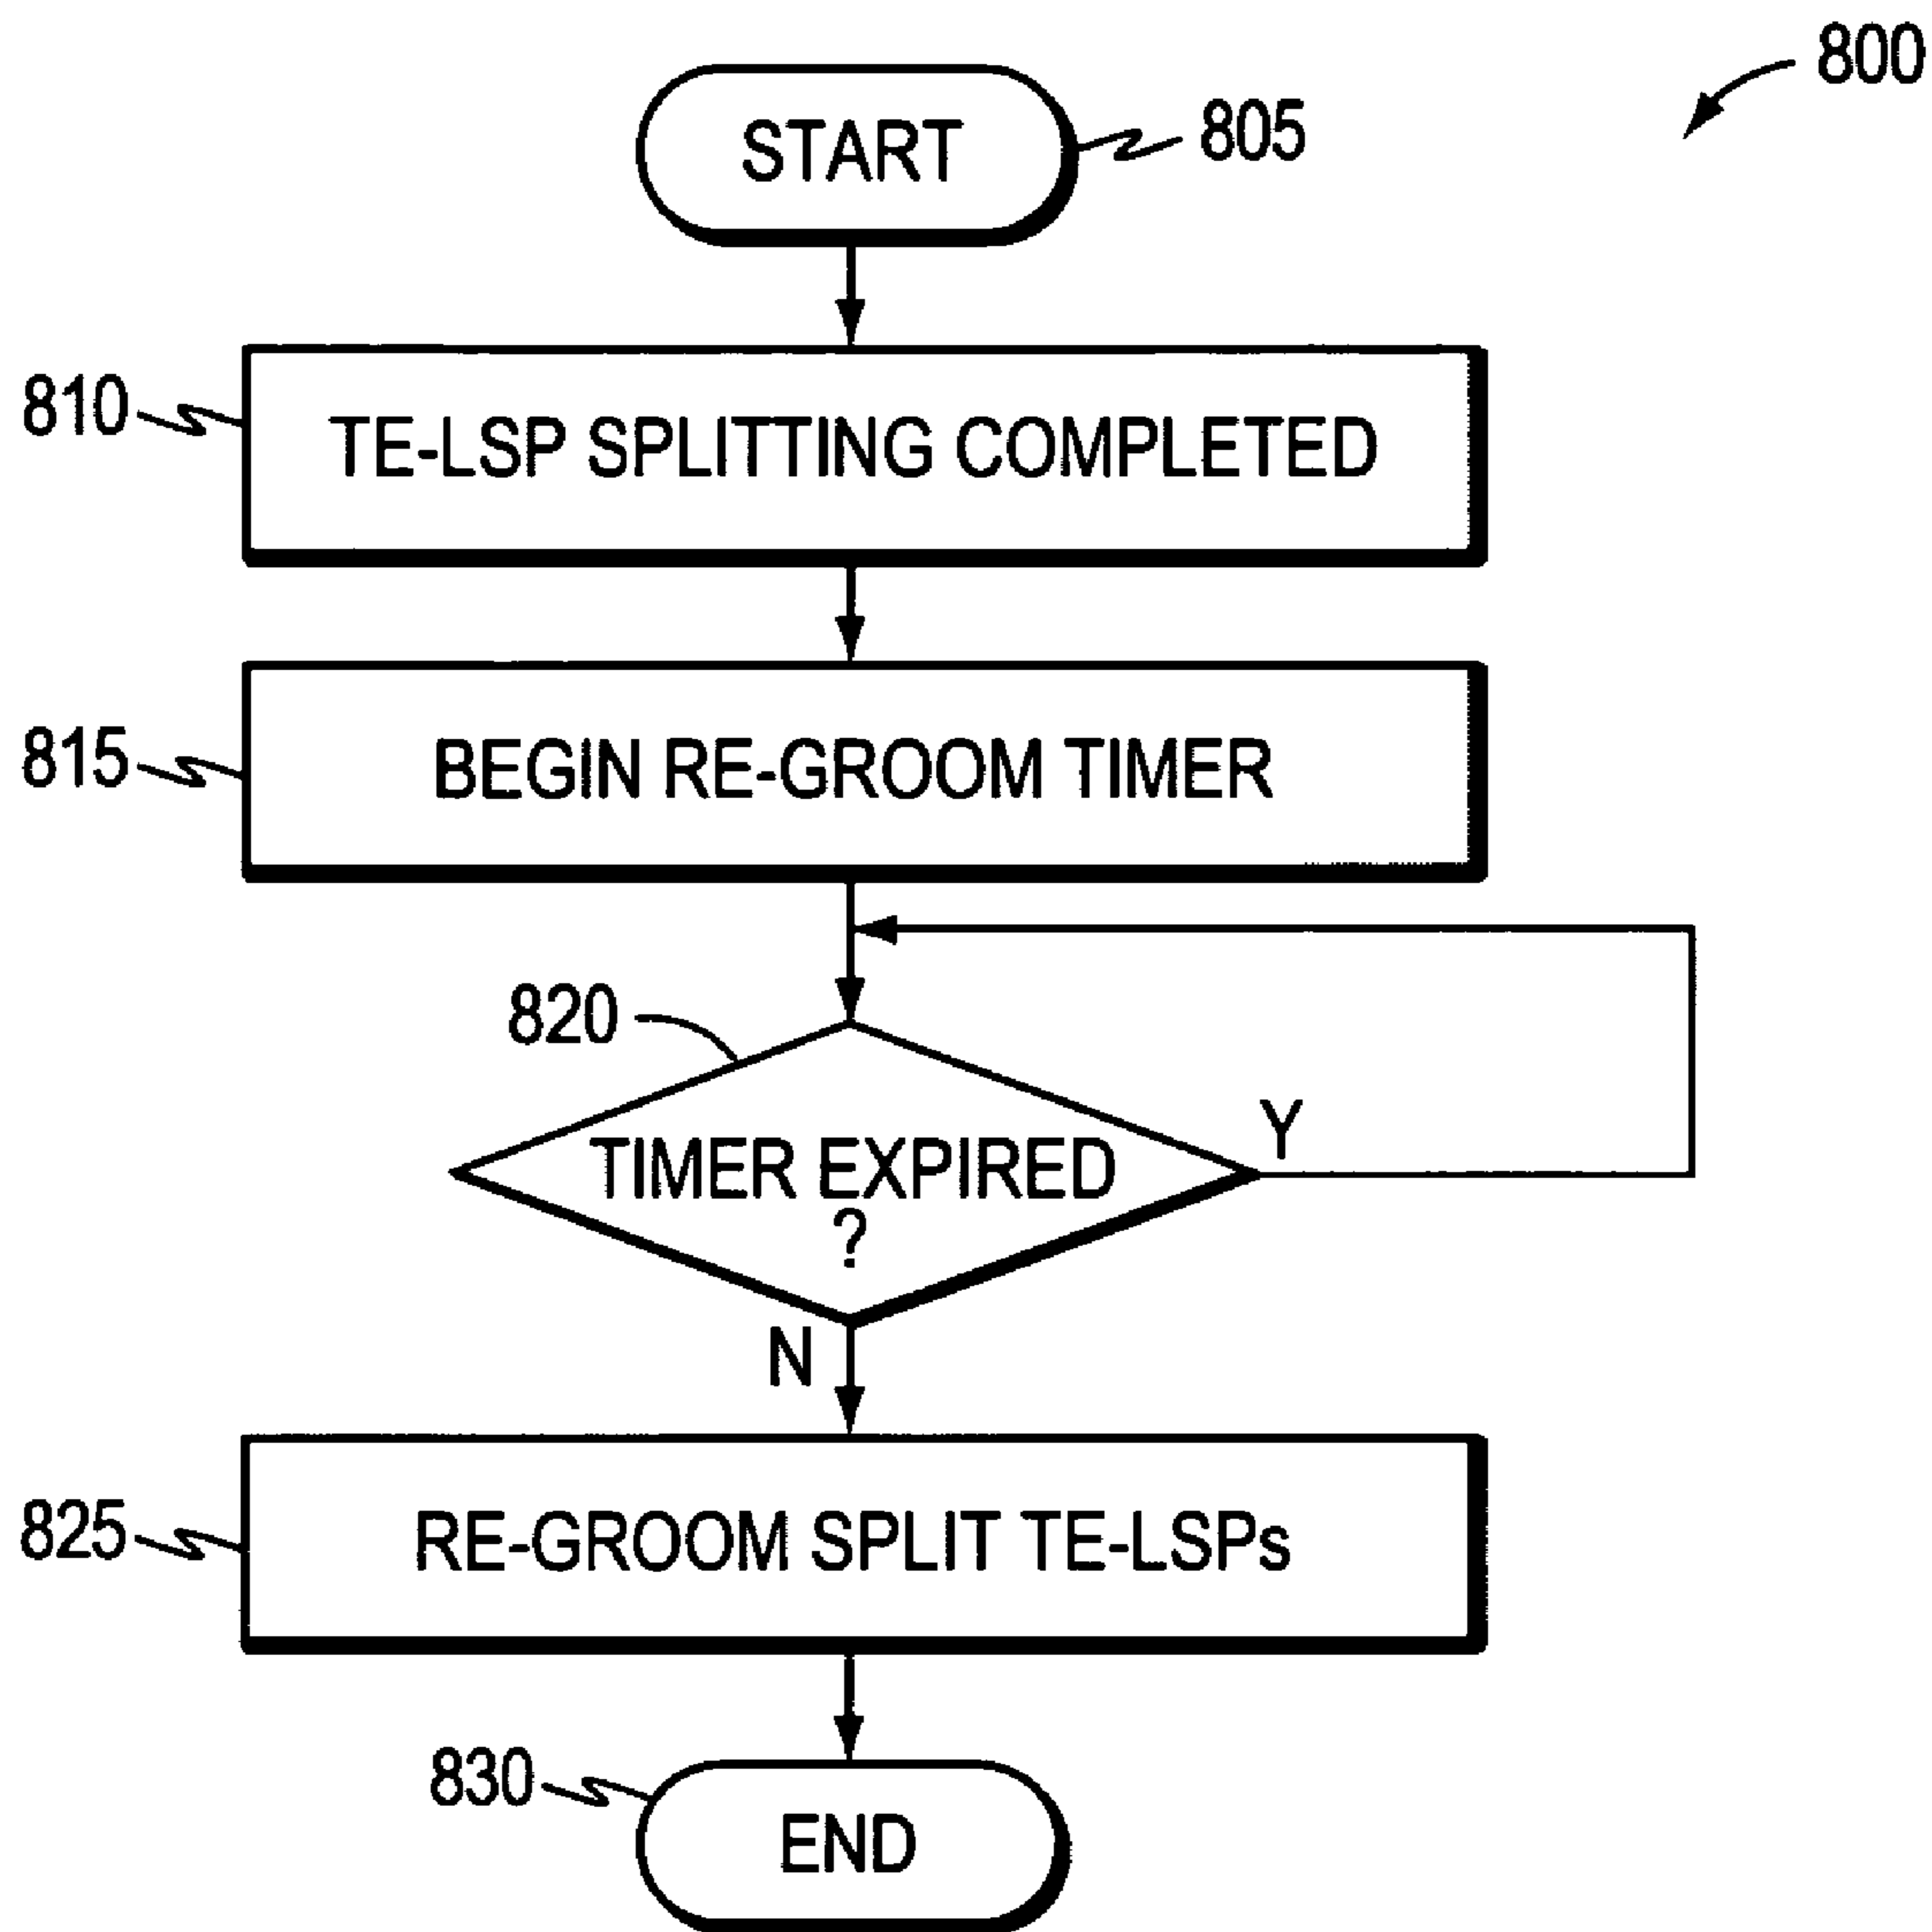 800
START
805
810
TE-LSP SPLITTING COMPLETED
815
BEGIN RE-GROOM TIMER
820
TIMER EXPIRED
?
Y
N
825
RE-GROOM SPLIT TE-LSPs
830
END